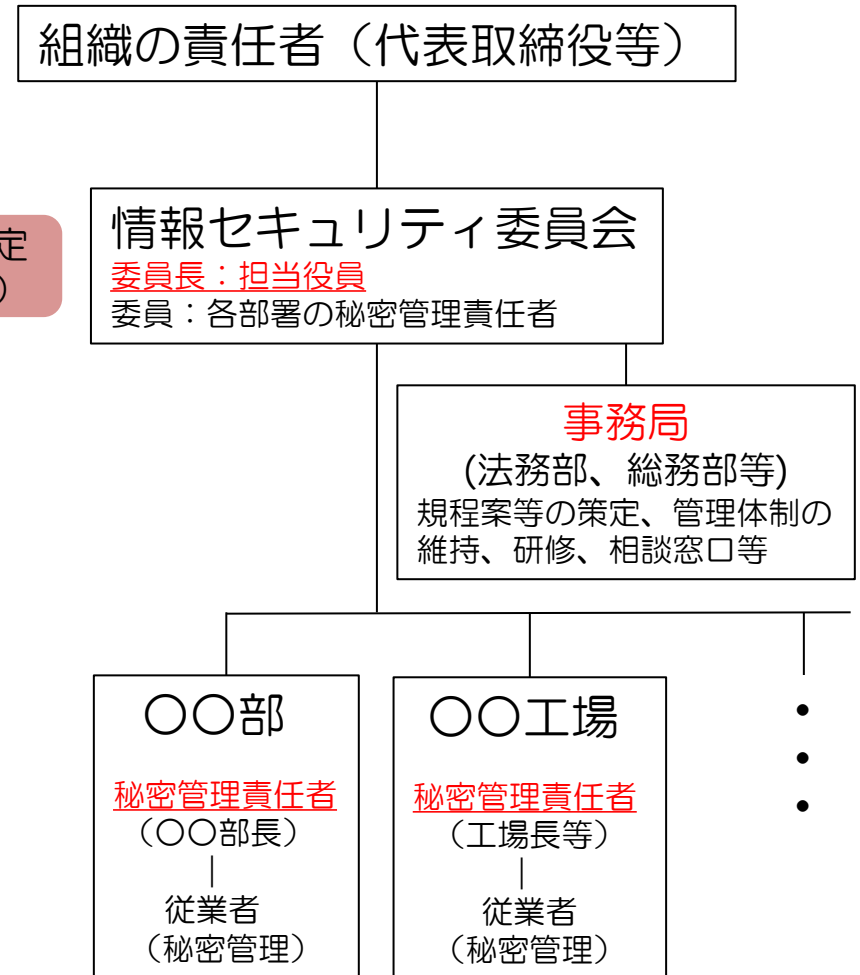 組織の責任者（代表取締役等）
定
）
情報セキュリティ委員会
委員長：担当役員
委員：各部署の秘密管理責任者
事務局
(法務部、総務部等)
規程案等の策定、管理体制の
維持、研修、相談窓口等
〇〇部
秘密管理責任者
（〇〇部長）
｜
従業者
（秘密管理）
〇〇工場
秘密管理責任者
（工場長等）
｜
従業者
（秘密管理）
・
・
・